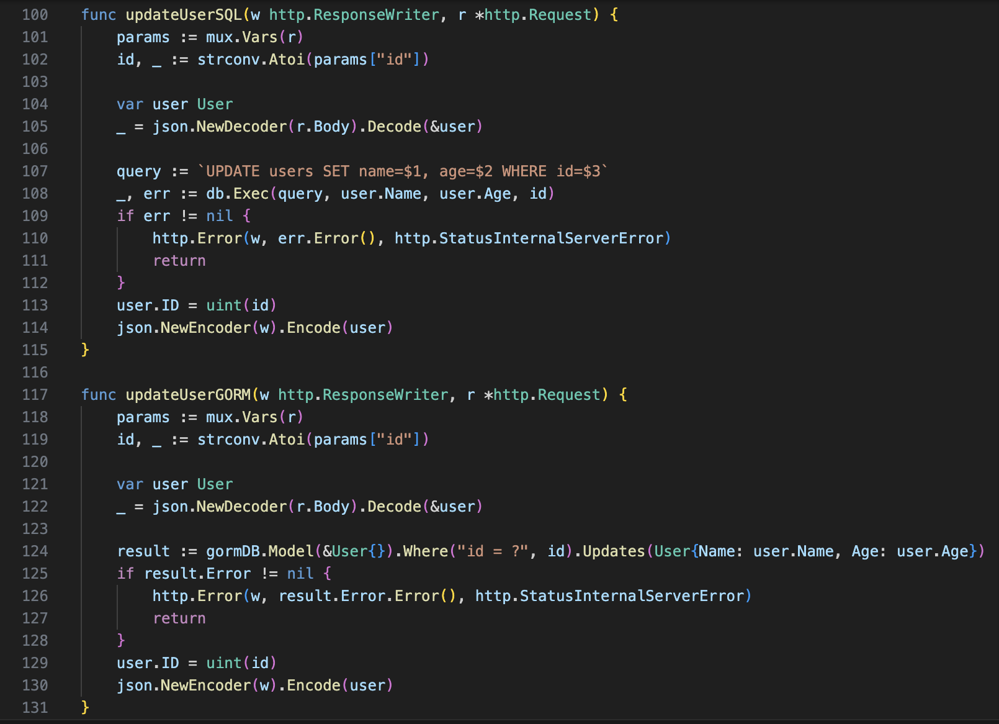 100 func updateUserSQL(w http.ResponseWriter, r *http.Request) {
101     params := mux.Vars(r)
102     id, _ := strconv.Atoi(params["id"])
103
104     var user User
105     _ = json.NewDecoder(r.Body).Decode(&user)
106
107     query := `UPDATE users SET name=$1, age=$2 WHERE id=$3`
108     _, err := db.Exec(query, user.Name, user.Age, id)
109     if err != nil {
110         http.Error(w, err.Error(), http.StatusInternalServerError)
111         return
112     }
113     user.ID = uint(id)
114     json.NewEncoder(w).Encode(user)
115 }
116
117 func updateUserGORM(w http.ResponseWriter, r *http.Request) {
118     params := mux.Vars(r)
119     id, _ := strconv.Atoi(params["id"])
120
121     var user User
122     _ = json.NewDecoder(r.Body).Decode(&user)
123
124     result := gormDB.Model(&User{}).Where("id = ?", id).Updates(User{Name: user.Name, Age: user.Age})
125     if result.Error != nil {
126         http.Error(w, result.Error.Error(), http.StatusInternalServerError)
127         return
128     }
129     user.ID = uint(id)
130     json.NewEncoder(w).Encode(user)
131 }